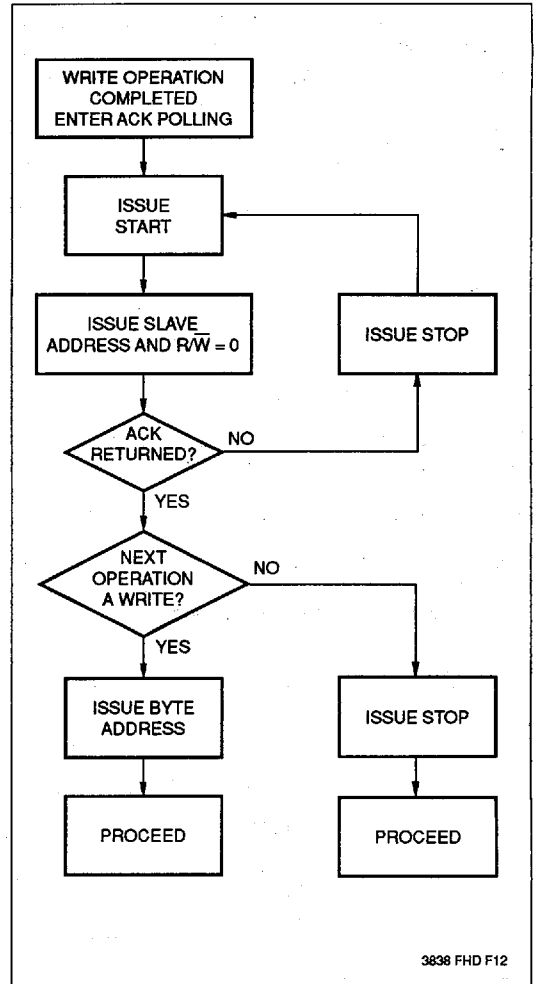 WRITE OPERATION
COMPLETED
ENTER ACK POLLING
ISSUE
START
ISSUE SLAVE
ADDRESS AND R/W̅ = 0
ISSUE STOP
ACK
RETURNED?
NO
YES
NEXT
OPERATION
A WRITE?
NO
YES
ISSUE BYTE
ADDRESS
ISSUE STOP
PROCEED
PROCEED
3838 FHD F12